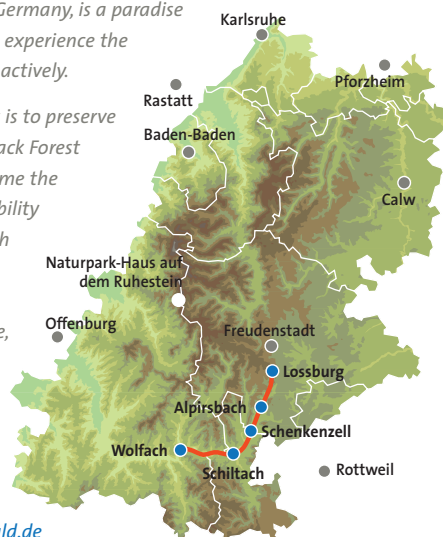 Germany, is a paradise
experience the
actively.
is to preserve
ack Forest
me the
bility
h
e,
ld.de
Karlsruhe
Pforzheim
Rastatt
Baden-Baden
Calw
Naturpark-Haus auf
dem Ruhestein
Offenburg
Freudenstadt
Lossburg
Alpirsbach
Schenkenzell
Wolfach
Schiltach
Rottweil